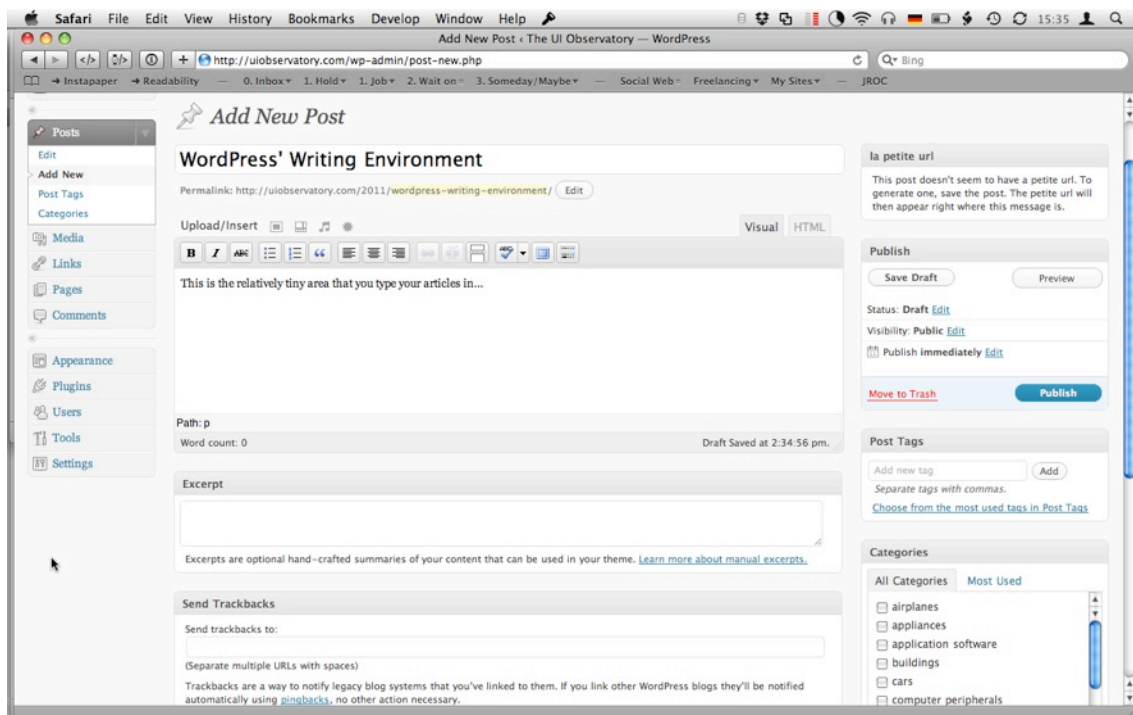 Safari File Edit View History Bookmarks Develop Window Help 15:35
Add New Post ‹ The UI Observatory — WordPress
http://uiobservatory.com/wp-admin/post-new.php Bing
Instapaper Readability — 0. Inbox 1. Hold 1. Job 2. Wait on 3. Someday/Maybe — Social Web Freelancing My Sites — JROC
Posts
Edit
Add New
Post Tags
Categories
Media
Links
Pages
Comments
Appearance
Plugins
Users
Tools
Settings
Add New Post
WordPress' Writing Environment
Permalink: http://uiobservatory.com/2011/wordpress-writing-environment/ Edit
Upload/Insert Visual HTML
B I ABC
This is the relatively tiny area that you type your articles in...
Path: p
Word count: 0 Draft Saved at 2:34:56 pm.
Excerpt
Excerpts are optional hand-crafted summaries of your content that can be used in your theme. Learn more about manual excerpts.
Send Trackbacks
Send trackbacks to:
(Separate multiple URLs with spaces)
Trackbacks are a way to notify legacy blog systems that you've linked to them. If you link other WordPress blogs they'll be notified
automatically using pingbacks, no other action necessary.
la petite url
This post doesn't seem to have a petite url. To
generate one, save the post. The petite url will
then appear right where this message is.
Publish
Save Draft Preview
Status: Draft Edit
Visibility: Public Edit
Publish immediately Edit
Move to Trash Publish
Post Tags
Add new tag Add
Separate tags with commas.
Choose from the most used tags in Post Tags
Categories
All Categories Most Used
airplanes
appliances
application software
buildings
cars
computer peripherals